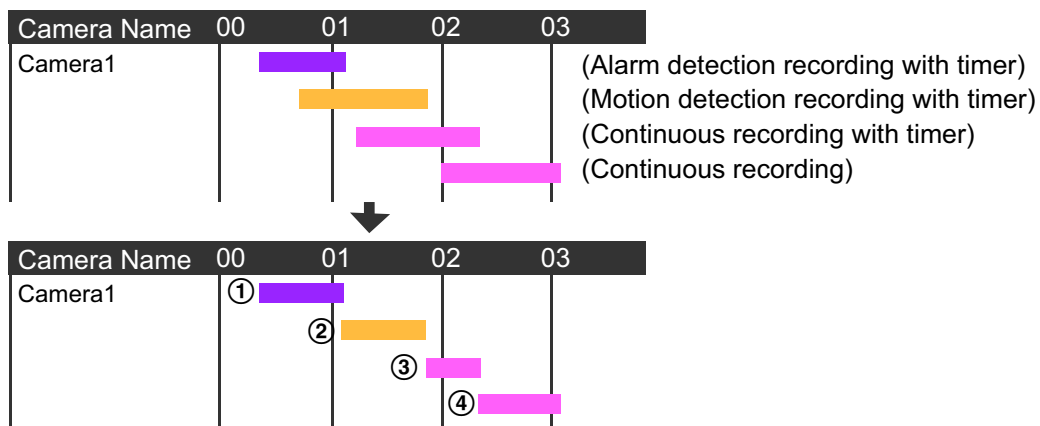 Camera Name 00 01 02 03
Camera1 (Alarm detection recording with timer)
(Motion detection recording with timer)
(Continuous recording with timer)
(Continuous recording)
Camera Name 00 01 02 03
Camera1 ①
②
③
④